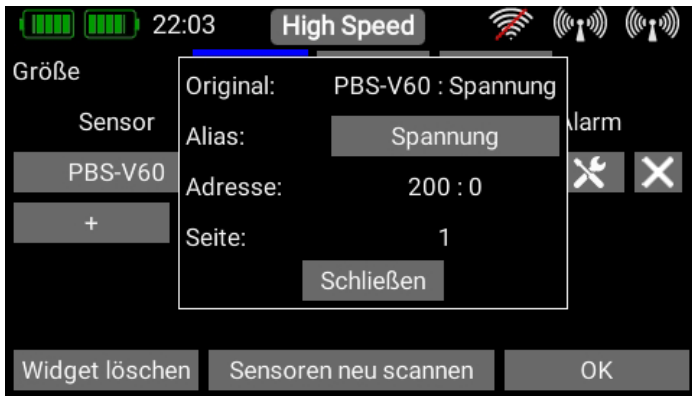 22:03 High Speed
Größe
Original: PBS-V60 : Spannung
Sensor
Alarm
Alias: Spannung
PBS-V60
Adresse: 200 : 0
+
Seite: 1
Schließen
Widget löschen Sensoren neu scannen OK